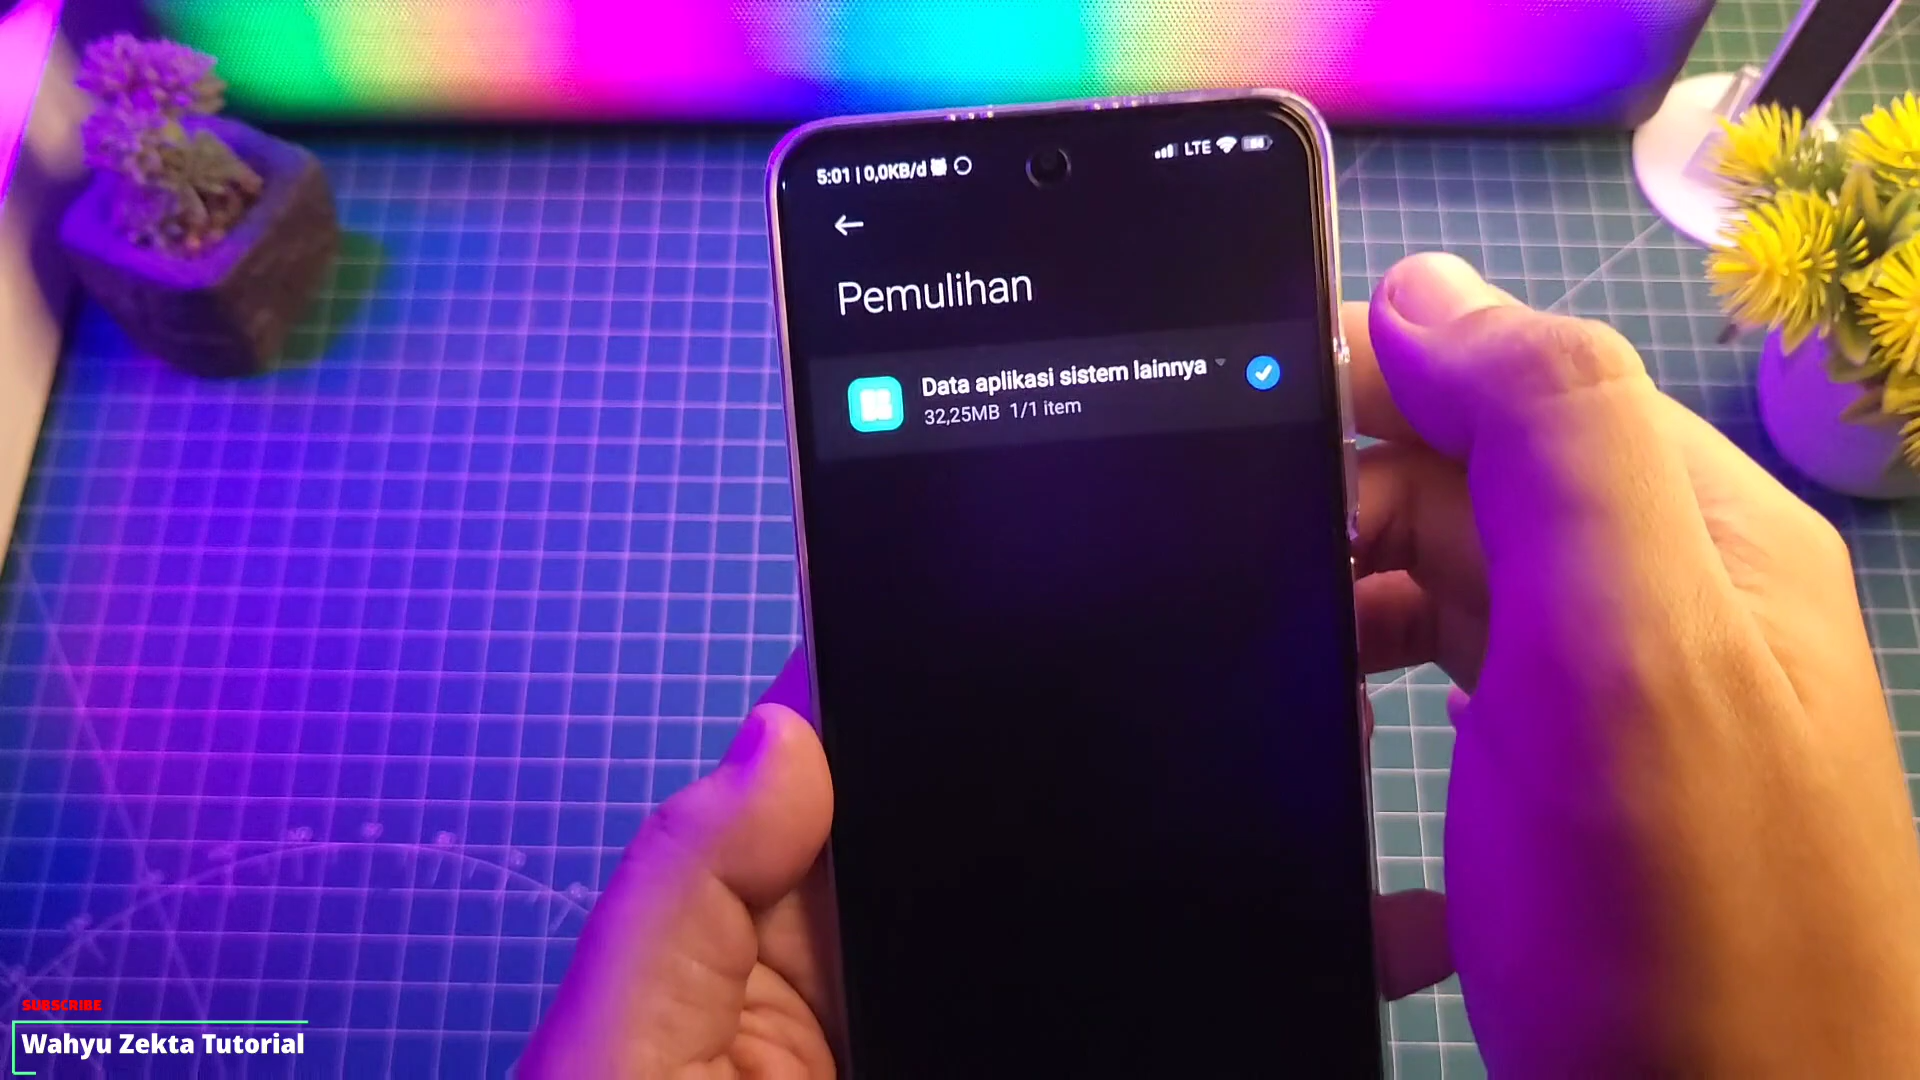 5:01 | 0,0KB/d
LTE
Pemulihan
Data aplikasi sistem lainnya
32,25MB 1/1 item
SUBSCRIBE
Wahyu Zekta Tutorial